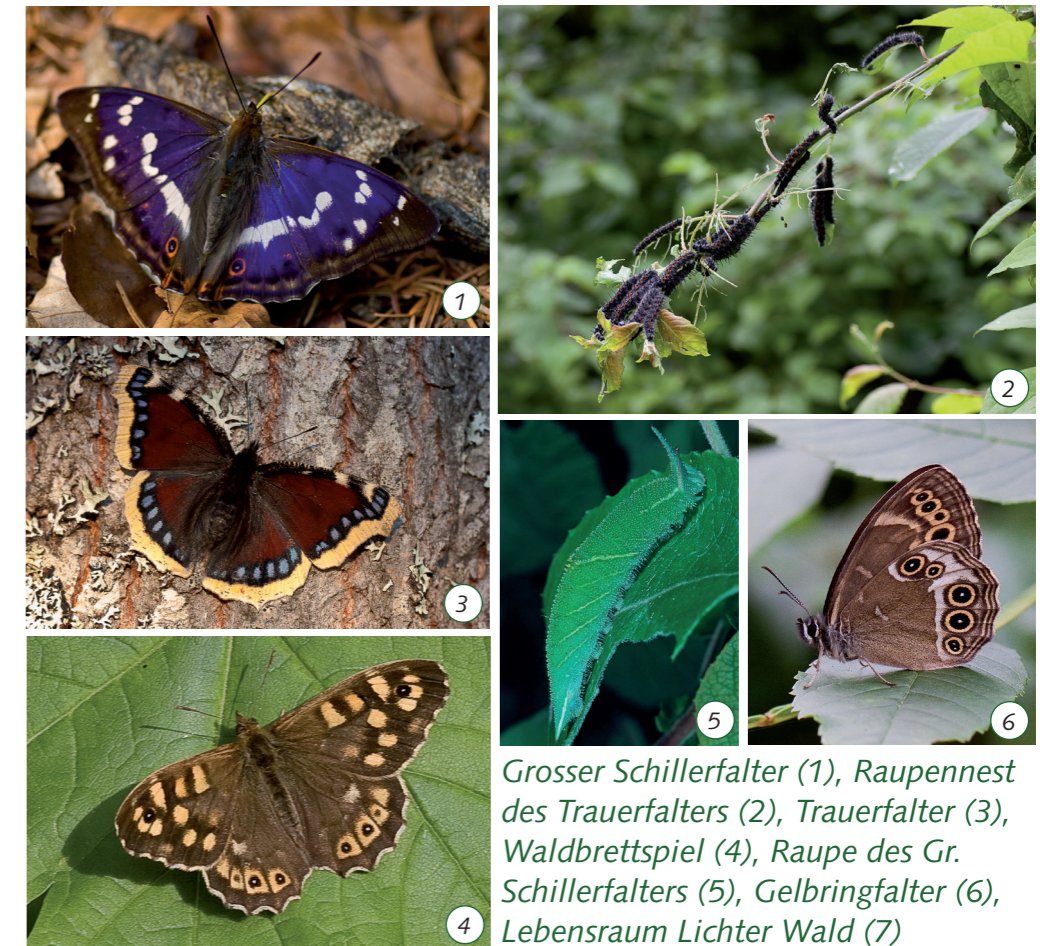 1
2
3
4
5
6
Grosser Schillerfalter (1), Raupennest
des Trauerfalters (2), Trauerfalter (3),
Waldbrettspiel (4), Raupe des Gr.
Schillerfalters (5), Gelbringfalter (6),
Lebensraum Lichter Wald (7)